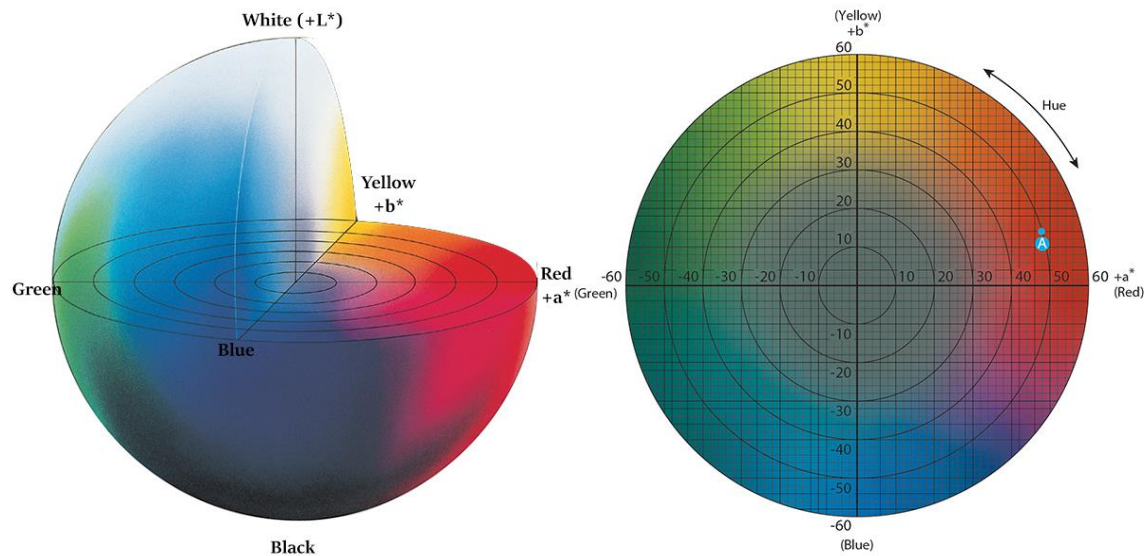 White (+L*)
Yellow
+b*
Green
Red
+a*
Blue
Black
(Yellow)
+b*
60
50
40
30
20
10
Hue
A
-60
-50
-40
-30
-20
-10
10
20
30
40
50
60
+a*
(Green)
(Red)
-10
-20
-30
-40
-50
-60
(Blue)